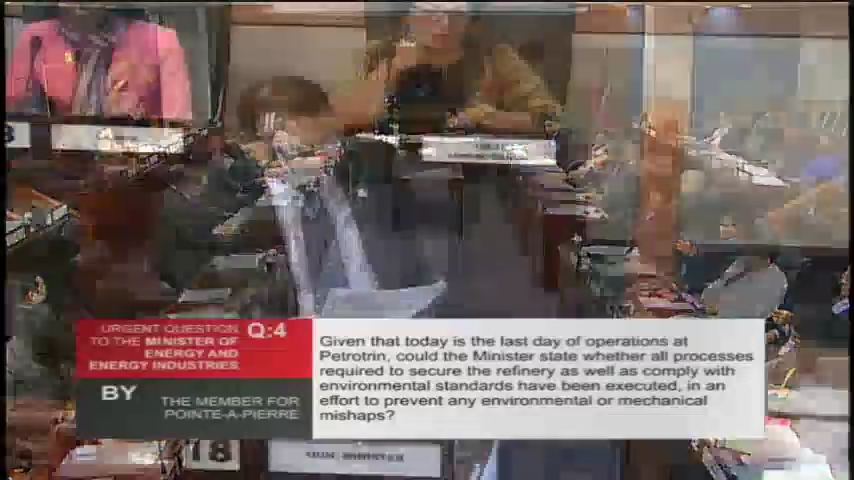 URGENT QUESTION Q:4
TO THE MINISTER OF
ENERGY AND
ENERGY INDUSTRIES
BY THE MEMBER FOR
POINTE-A-PIERRE
Given that today is the last day of operations at
Petrotrin, could the Minister state whether all processes
required to secure the refinery as well as comply with
environmental standards have been executed, in an
effort to prevent any environmental or mechanical
mishaps?
18